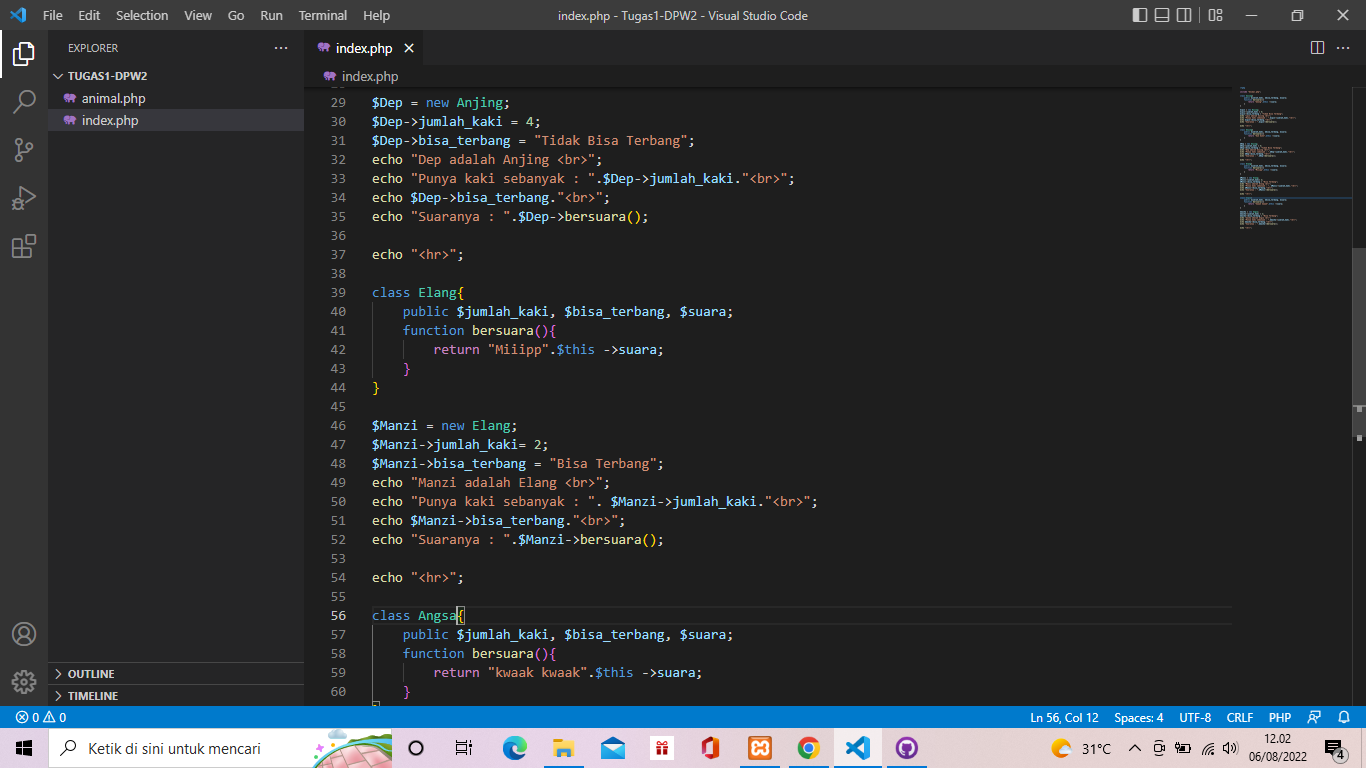 File Edit Selection View Go Run Terminal Help index.php - Tugas1-DPW2 - Visual Studio Code
EXPLORER
TUGAS1-DPW2
animal.php
index.php
OUTLINE
TIMELINE
index.php
index.php
29 $Dep = new Anjing;
30 $Dep->jumlah_kaki = 4;
31 $Dep->bisa_terbang = "Tidak Bisa Terbang";
32 echo "Dep adalah Anjing <br>";
33 echo "Punya kaki sebanyak : ".$Dep->jumlah_kaki."<br>";
34 echo $Dep->bisa_terbang."<br>";
35 echo "Suaranya : ".$Dep->bersuara();
36
37 echo "<hr>";
38
39 class Elang{
40     public $jumlah_kaki, $bisa_terbang, $suara;
41     function bersuara(){
42         return "Miiipp".$this ->suara;
43     }
44 }
45
46 $Manzi = new Elang;
47 $Manzi->jumlah_kaki= 2;
48 $Manzi->bisa_terbang = "Bisa Terbang";
49 echo "Manzi adalah Elang <br>";
50 echo "Punya kaki sebanyak : ". $Manzi->jumlah_kaki."<br>";
51 echo $Manzi->bisa_terbang."<br>";
52 echo "Suaranya : ".$Manzi->bersuara();
53
54 echo "<hr>";
55
56 class Angsa{
57     public $jumlah_kaki, $bisa_terbang, $suara;
58     function bersuara(){
59         return "kwaak kwaak".$this ->suara;
60     }
0 0 Ln 56, Col 12 Spaces: 4 UTF-8 CRLF PHP
Ketik di sini untuk mencari
31°C
12.02
06/08/2022
4